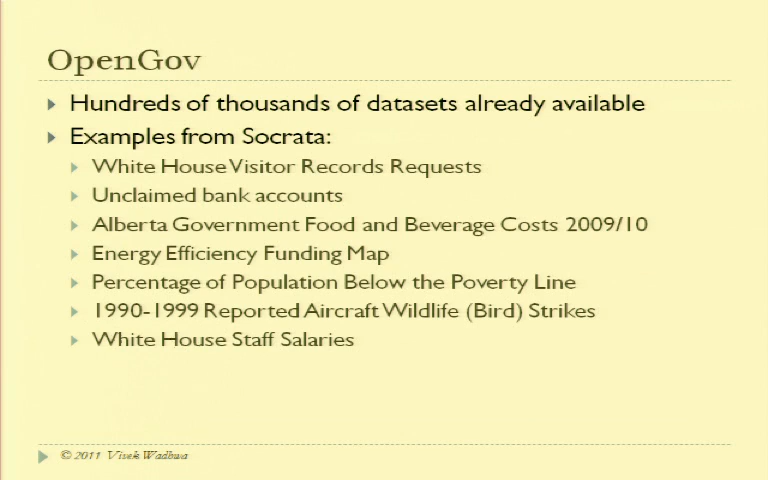 OpenGov
Hundreds of thousands of datasets already available
Examples from Socrata:
White House Visitor Records Requests
Unclaimed bank accounts
Alberta Government Food and Beverage Costs 2009/10
Energy Efficiency Funding Map
Percentage of Population Below the Poverty Line
1990-1999 Reported Aircraft Wildlife (Bird) Strikes
White House Staff Salaries
© 2011 Vivek Wadhwa